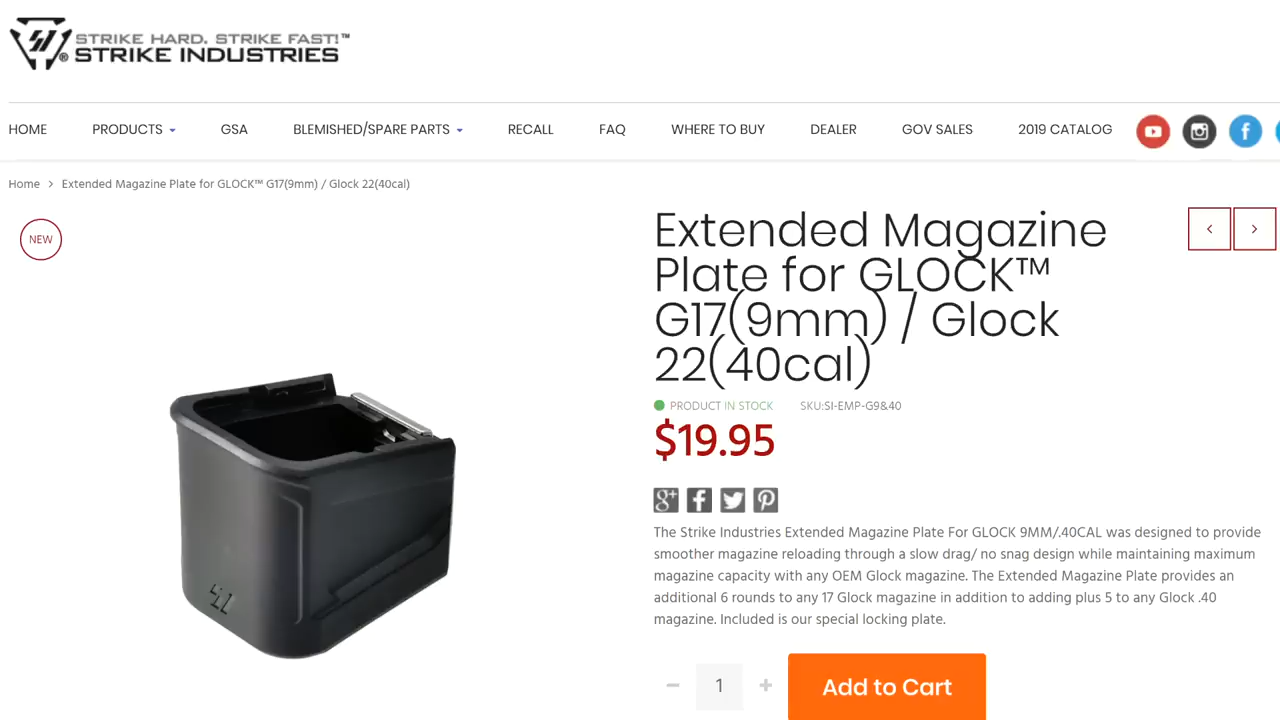 STRIKE HARD. STRIKE FAST!™
STRIKE INDUSTRIES®
HOME PRODUCTS GSA BLEMISHED/SPARE PARTS RECALL FAQ WHERE TO BUY DEALER GOV SALES 2019 CATALOG
Home > Extended Magazine Plate for GLOCK™ G17(9mm) / Glock 22(40cal)
NEW
Extended Magazine
Plate for GLOCK™
G17(9mm) / Glock
22(40cal)
PRODUCT IN STOCK SKU:SI-EMP-G9&40
$19.95
The Strike Industries Extended Magazine Plate For GLOCK 9MM/.40CAL was designed to provide
smoother magazine reloading through a slow drag/ no snag design while maintaining maximum
magazine capacity with any OEM Glock magazine. The Extended Magazine Plate provides an
additional 6 rounds to any 17 Glock magazine in addition to adding plus 5 to any Glock .40
magazine. Included is our special locking plate.
− 1 + Add to Cart